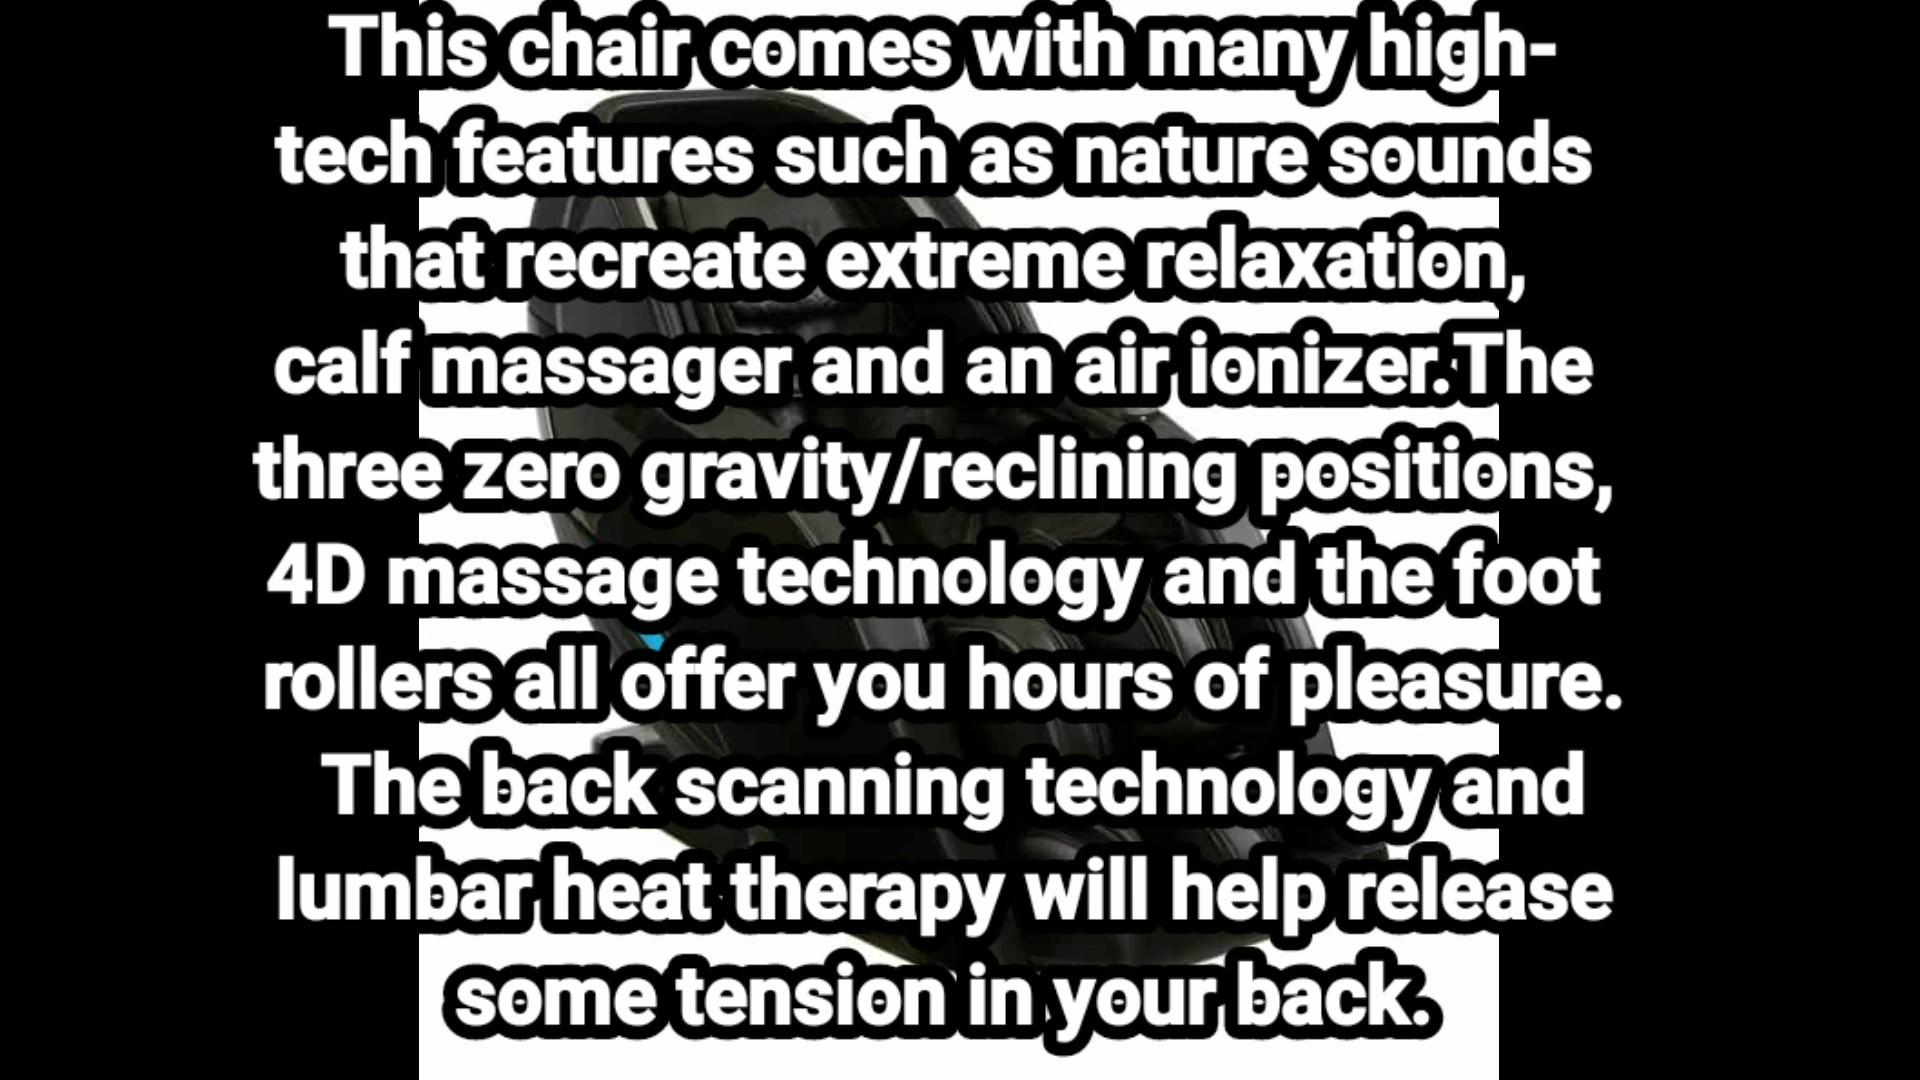 This chair comes with many high-
tech features such as nature sounds
that recreate extreme relaxation,
calf massager and an air ionizer.The
three zero gravity/reclining positions,
4D massage technology and the foot
rollers all offer you hours of pleasure.
The back scanning technology and
lumbar heat therapy will help release
some tension in your back.